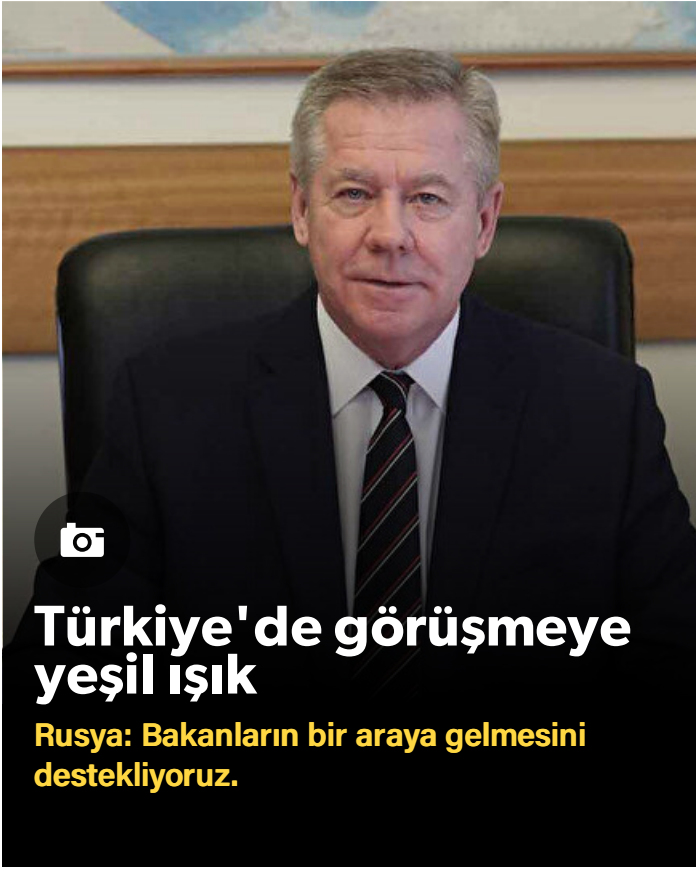 Türkiye'de görüşmeye
yeşil ışık
Rusya: Bakanların bir araya gelmesini
destekliyoruz.